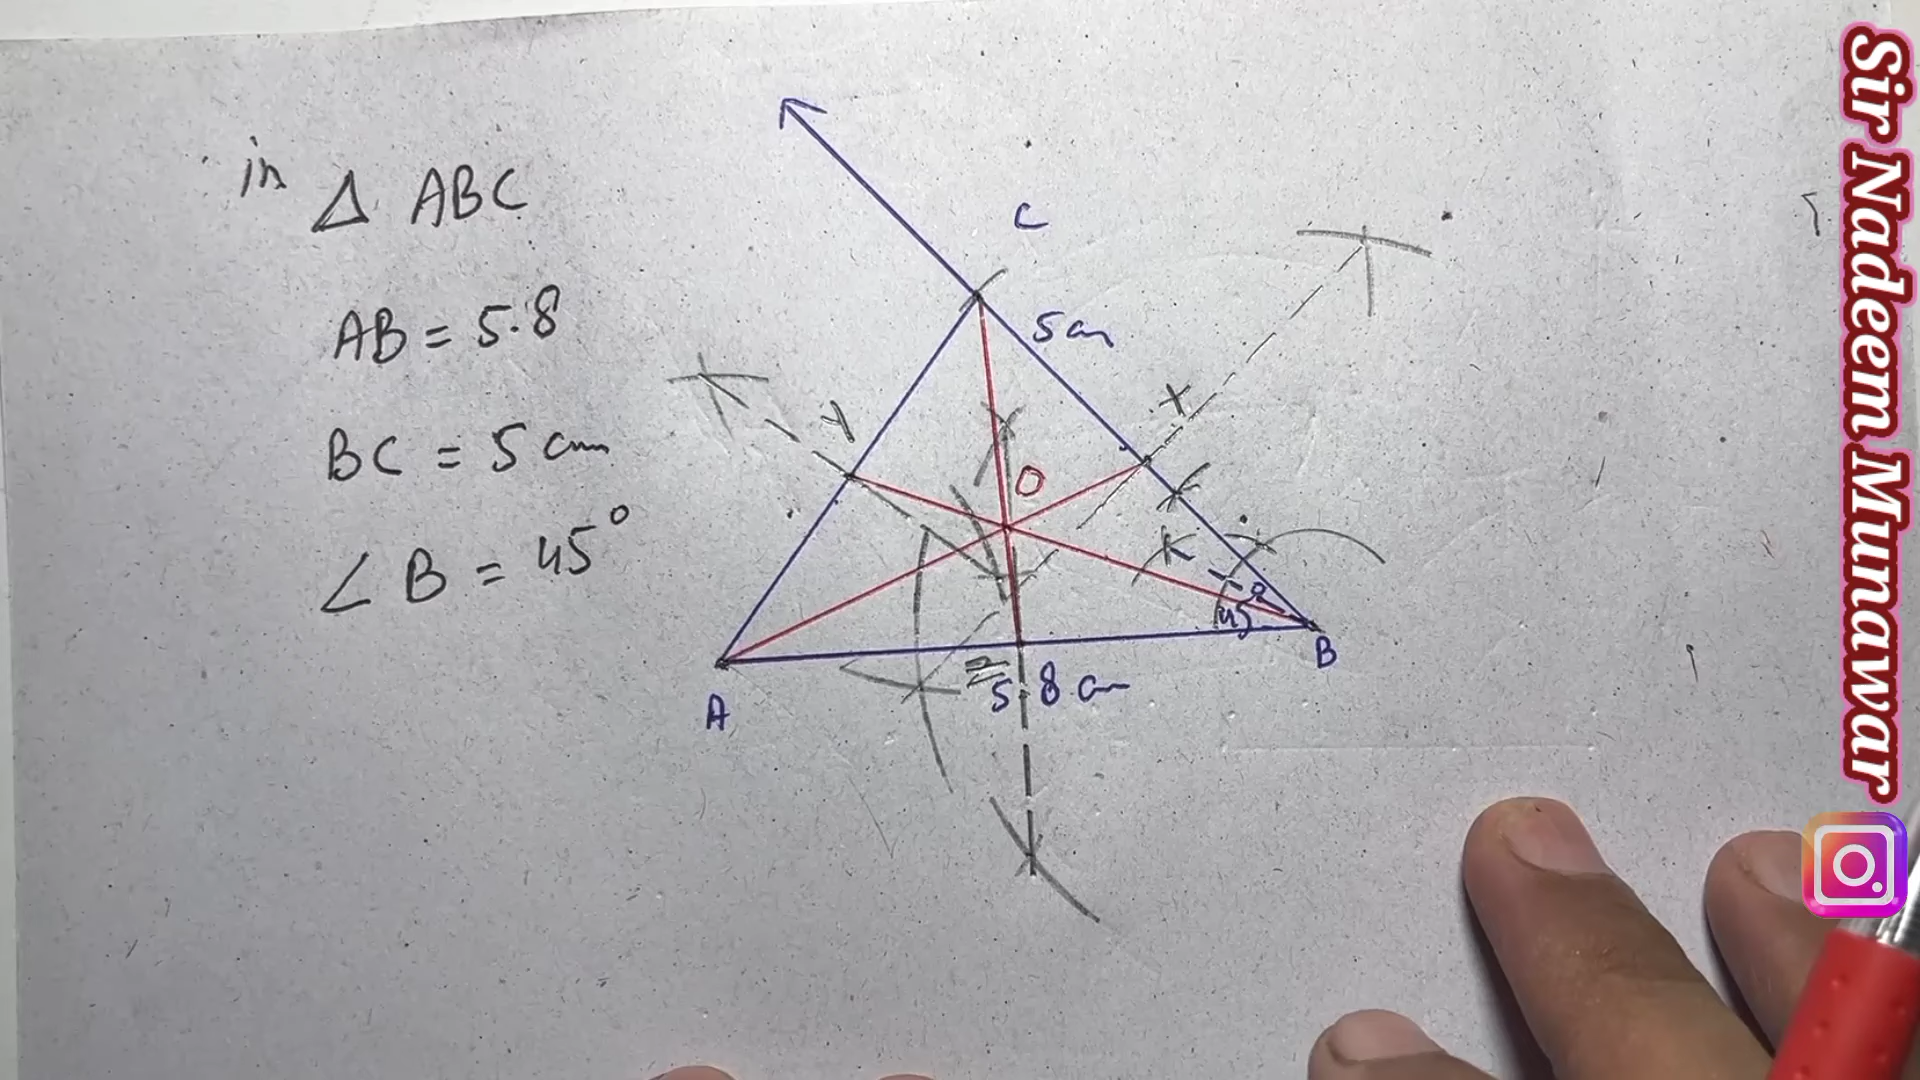 in △ ABC
AB = 5.8
BC = 5 cm
∠ B = 45°
C
5 cm
X
Y
O
K
45°
B
Z
5.8 cm
A
Sir Nadeem Munawar